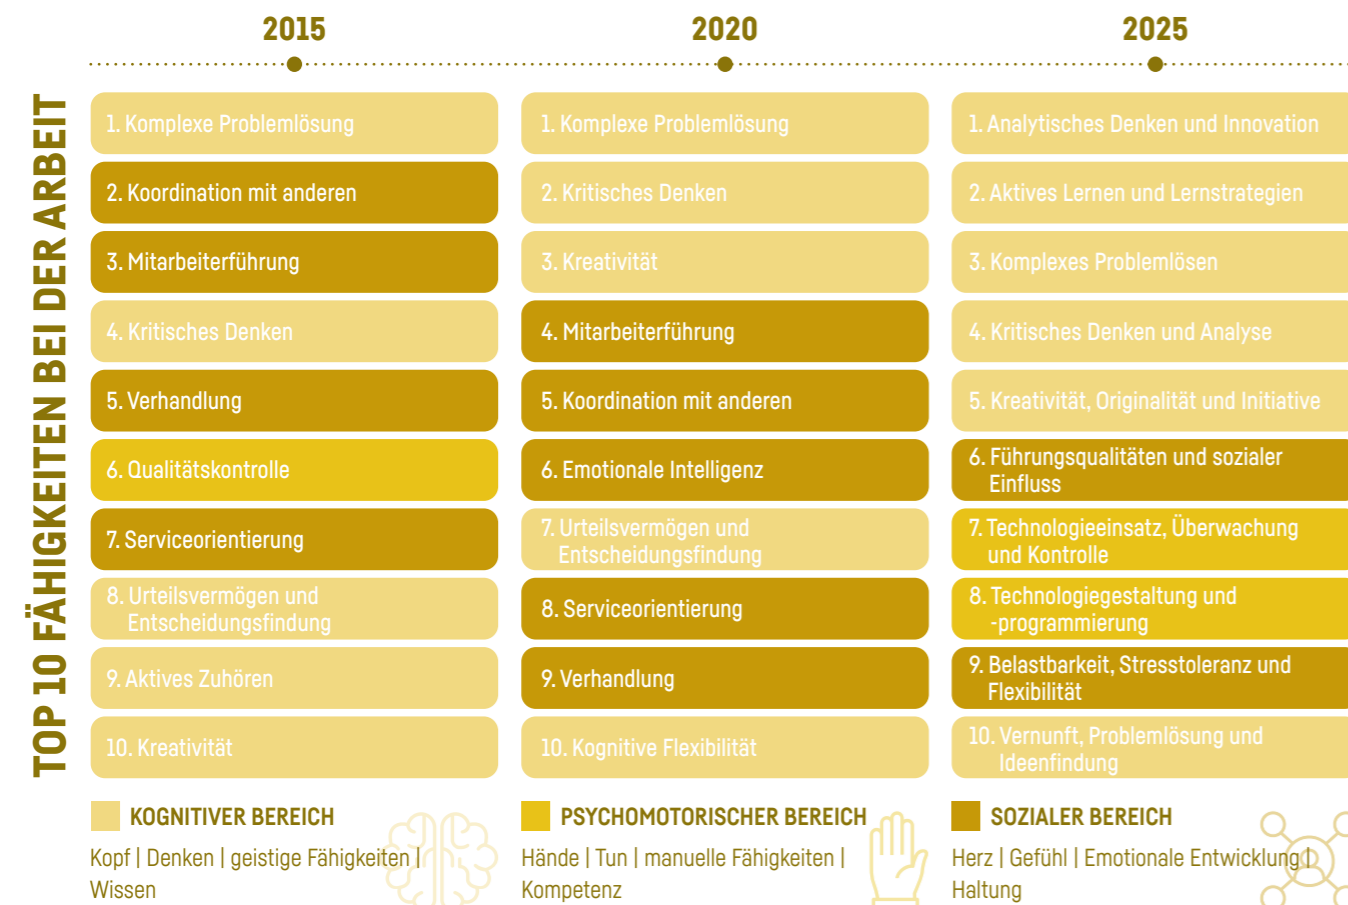 2015
2020
2025
TOP 10 FÄHIGKEITEN BEI DER ARBEIT
1. Komplexe Problemlösung
2. Koordination mit anderen
3. Mitarbeiterführung
4. Kritisches Denken
5. Verhandlung
6. Qualitätskontrolle
7. Serviceorientierung
8. Urteilsvermögen und
Entscheidungsfindung
9. Aktives Zuhören
10. Kreativität
1. Komplexe Problemlösung
2. Kritisches Denken
3. Kreativität
4. Mitarbeiterführung
5. Koordination mit anderen
6. Emotionale Intelligenz
7. Urteilsvermögen und
Entscheidungsfindung
8. Serviceorientierung
9. Verhandlung
10. Kognitive Flexibilität
1. Analytisches Denken und Innovation
2. Aktives Lernen und Lernstrategien
3. Komplexes Problemlösen
4. Kritisches Denken und Analyse
5. Kreativität, Originalität und Initiative
6. Führungsqualitäten und sozialer
Einfluss
7. Technologieeinsatz, Überwachung
und Kontrolle
8. Technologiegestaltung und
-programmierung
9. Belastbarkeit, Stresstoleranz und
Flexibilität
10. Vernunft, Problemlösung und
Ideenfindung
KOGNITIVER BEREICH
Kopf | Denken | geistige Fähigkeiten |
Wissen
PSYCHOMOTORISCHER BEREICH
Hände | Tun | manuelle Fähigkeiten |
Kompetenz
SOZIALER BEREICH
Herz | Gefühl | Emotionale Entwicklung |
Haltung